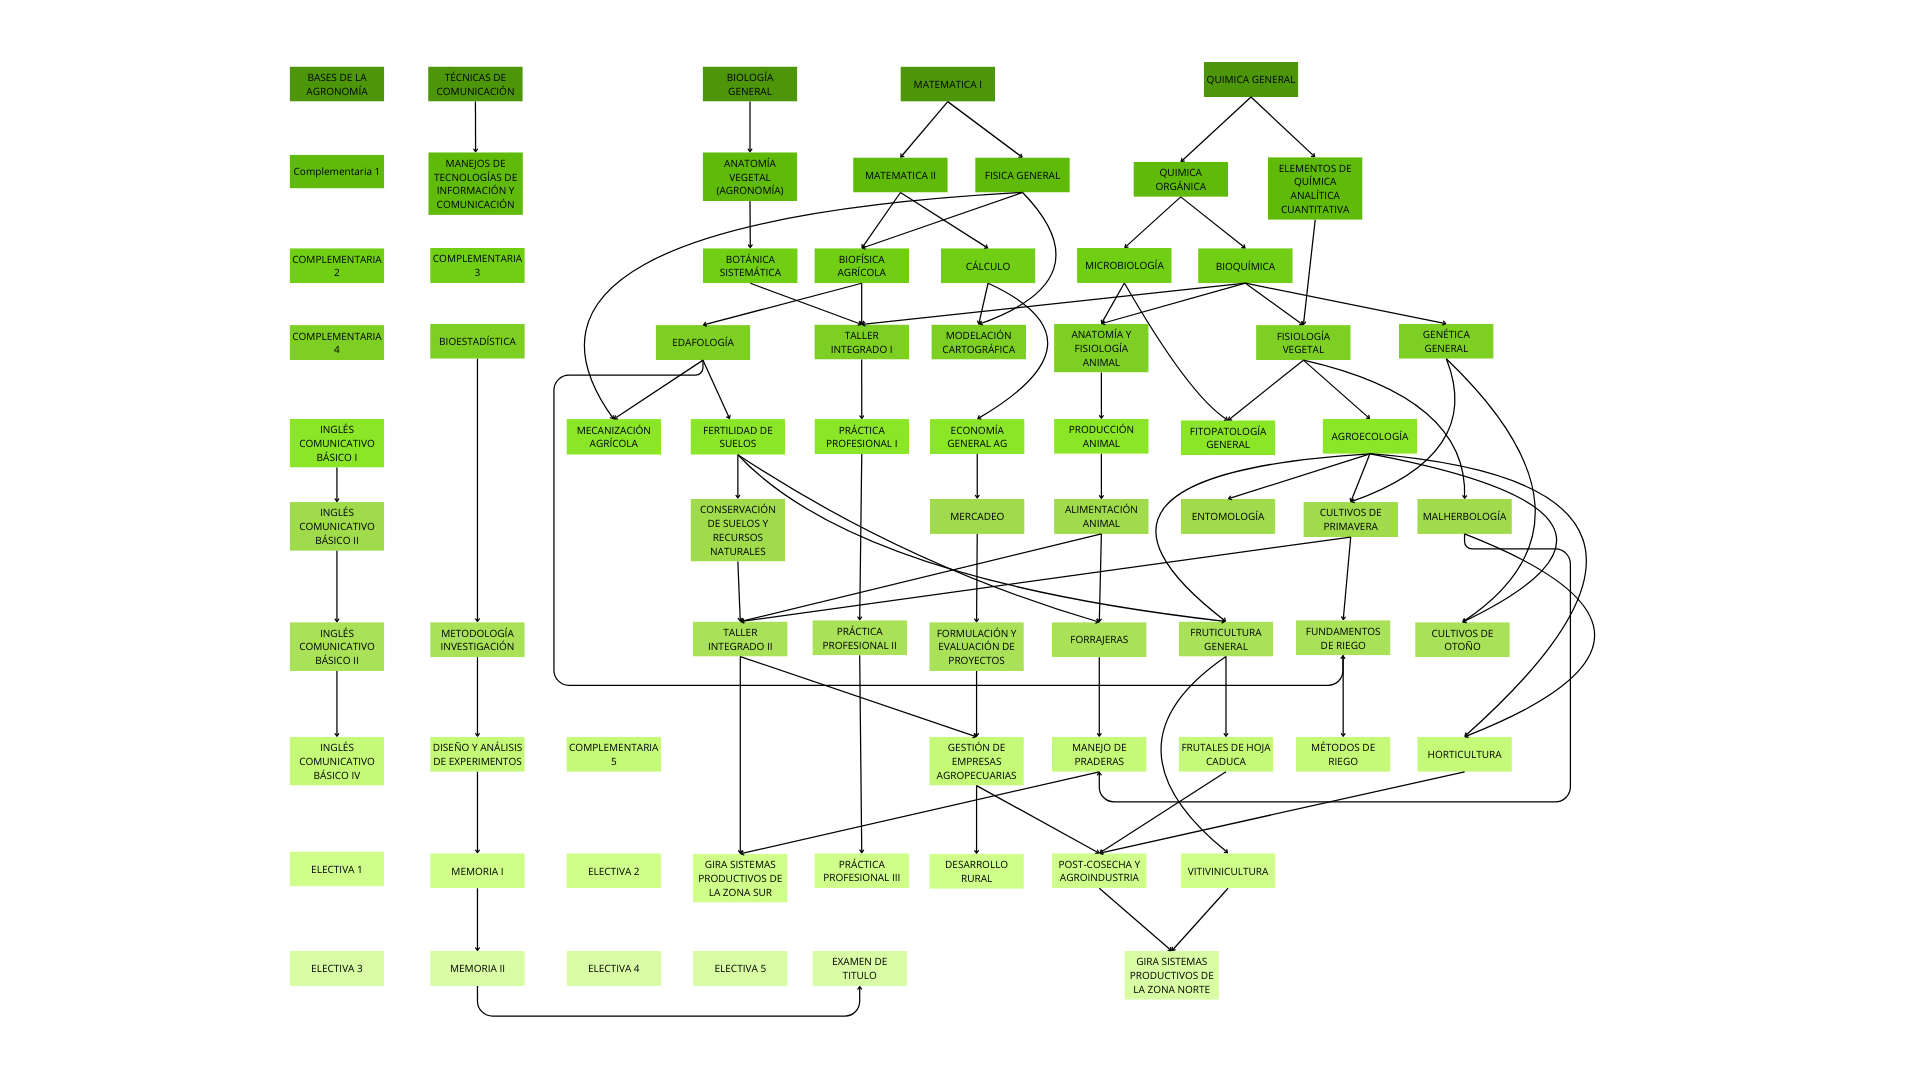 BASES DE LA
AGRONOMÍA
TÉCNICAS DE
COMUNICACIÓN
BIOLOGÍA
GENERAL
MATEMATICA I
QUIMICA GENERAL
Complementaria 1
MANEJOS DE
TECNOLOGÍAS DE
INFORMACIÓN Y
COMUNICACIÓN
ANATOMÍA
VEGETAL
(AGRONOMÍA)
MATEMATICA II
FISICA GENERAL
QUIMICA
ORGÁNICA
ELEMENTOS DE
QUÍMICA
ANALÍTICA
CUANTITATIVA
COMPLEMENTARIA
2
COMPLEMENTARIA
3
BOTÁNICA
SISTEMÁTICA
BIOFÍSICA
AGRÍCOLA
CÁLCULO
MICROBIOLOGÍA
BIOQUÍMICA
COMPLEMENTARIA
4
BIOESTADÍSTICA
EDAFOLOGÍA
TALLER
INTEGRADO I
MODELACIÓN
CARTOGRÁFICA
ANATOMÍA Y
FISIOLOGÍA
ANIMAL
FISIOLOGÍA
VEGETAL
GENÉTICA
GENERAL
INGLÉS
COMUNICATIVO
BÁSICO I
MECANIZACIÓN
AGRÍCOLA
FERTILIDAD DE
SUELOS
PRÁCTICA
PROFESIONAL I
ECONOMÍA
GENERAL AG
PRODUCCIÓN
ANIMAL
FITOPATOLOGÍA
GENERAL
AGROECOLOGÍA
INGLÉS
COMUNICATIVO
BÁSICO II
CONSERVACIÓN
DE SUELOS Y
RECURSOS
NATURALES
MERCADEO
ALIMENTACIÓN
ANIMAL
ENTOMOLOGÍA
CULTIVOS DE
PRIMAVERA
MALHERBOLOGÍA
INGLÉS
COMUNICATIVO
BÁSICO II
METODOLOGÍA
INVESTIGACIÓN
TALLER
INTEGRADO II
PRÁCTICA
PROFESIONAL II
FORMULACIÓN Y
EVALUACIÓN DE
PROYECTOS
FORRAJERAS
FRUTICULTURA
GENERAL
FUNDAMENTOS
DE RIEGO
CULTIVOS DE
OTOÑO
INGLÉS
COMUNICATIVO
BÁSICO IV
DISEÑO Y ANÁLISIS
DE EXPERIMENTOS
COMPLEMENTARIA
5
GESTIÓN DE
EMPRESAS
AGROPECUARIAS
MANEJO DE
PRADERAS
FRUTALES DE HOJA
CADUCA
MÉTODOS DE
RIEGO
HORTICULTURA
ELECTIVA 1
MEMORIA I
ELECTIVA 2
GIRA SISTEMAS
PRODUCTIVOS DE
LA ZONA SUR
PRÁCTICA
PROFESIONAL III
DESARROLLO
RURAL
POST-COSECHA Y
AGROINDUSTRIA
VITIVINICULTURA
ELECTIVA 3
MEMORIA II
ELECTIVA 4
ELECTIVA 5
EXAMEN DE
TITULO
GIRA SISTEMAS
PRODUCTIVOS DE
LA ZONA NORTE